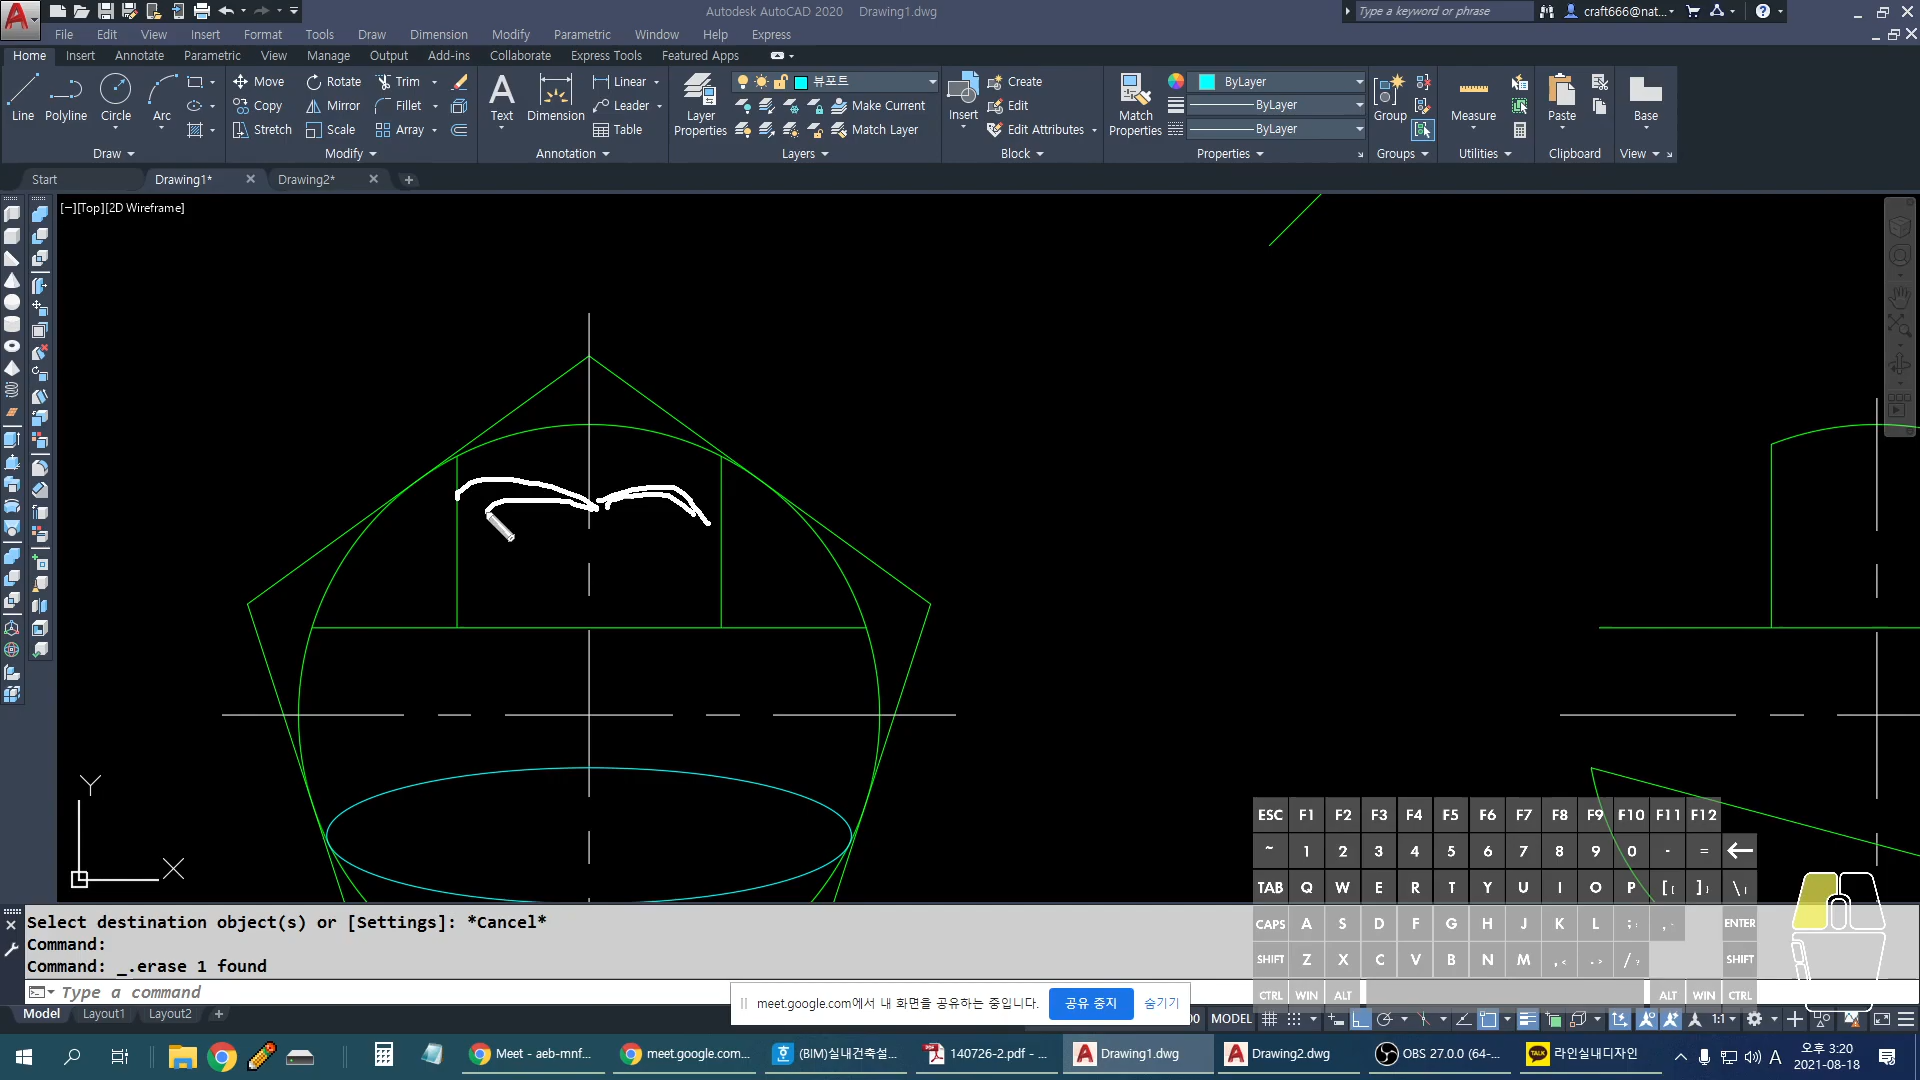 Autodesk AutoCAD 2020 Drawing1.dwg
Type a keyword or phrase
craft666@nat...
File Edit View Insert Format Tools Draw Dimension Modify Parametric Window Help Express
Home Insert Annotate Parametric View Manage Output Add-ins Collaborate Express Tools Featured Apps
Line Polyline Circle Arc
Move Rotate Trim
Copy Mirror Fillet
Stretch Scale Array
Text Dimension
Linear
Leader
Table
Layer Properties
뷰포트
Make Current
Match Layer
Insert
Create
Edit
Edit Attributes
Match Properties
ByLayer
ByLayer
ByLayer
Group
Measure
Paste
Base
Draw Modify Annotation Layers Block Properties Groups Utilities Clipboard View
Start Drawing1* Drawing2*
[−][Top][2D Wireframe]
Y
X
ESC F1 F2 F3 F4 F5 F6 F7 F8 F9 F10 F11 F12
~ 1 2 3 4 5 6 7 8 9 0 - =
TAB Q W E R T Y U I O P [{ ]} \|
CAPS A S D F G H J K L ;: ENTER
SHIFT Z X C V B N M ,< .> /? SHIFT
CTRL WIN ALT ALT WIN CTRL
Select destination object(s) or [Settings]: *Cancel*
Command:
Command: _.erase 1 found
Type a command
meet.google.com에서 내 화면을 공유하는 중입니다. 공유 중지 숨기기
Model Layout1 Layout2
MODEL 1:1
Meet - aeb-mnf...
meet.google.com...
(BIM)실내건축설...
140726-2.pdf - ...
Drawing1.dwg
Drawing2.dwg
OBS 27.0.0 (64-...
라인실내디자인
A
오후 3:20
2021-08-18